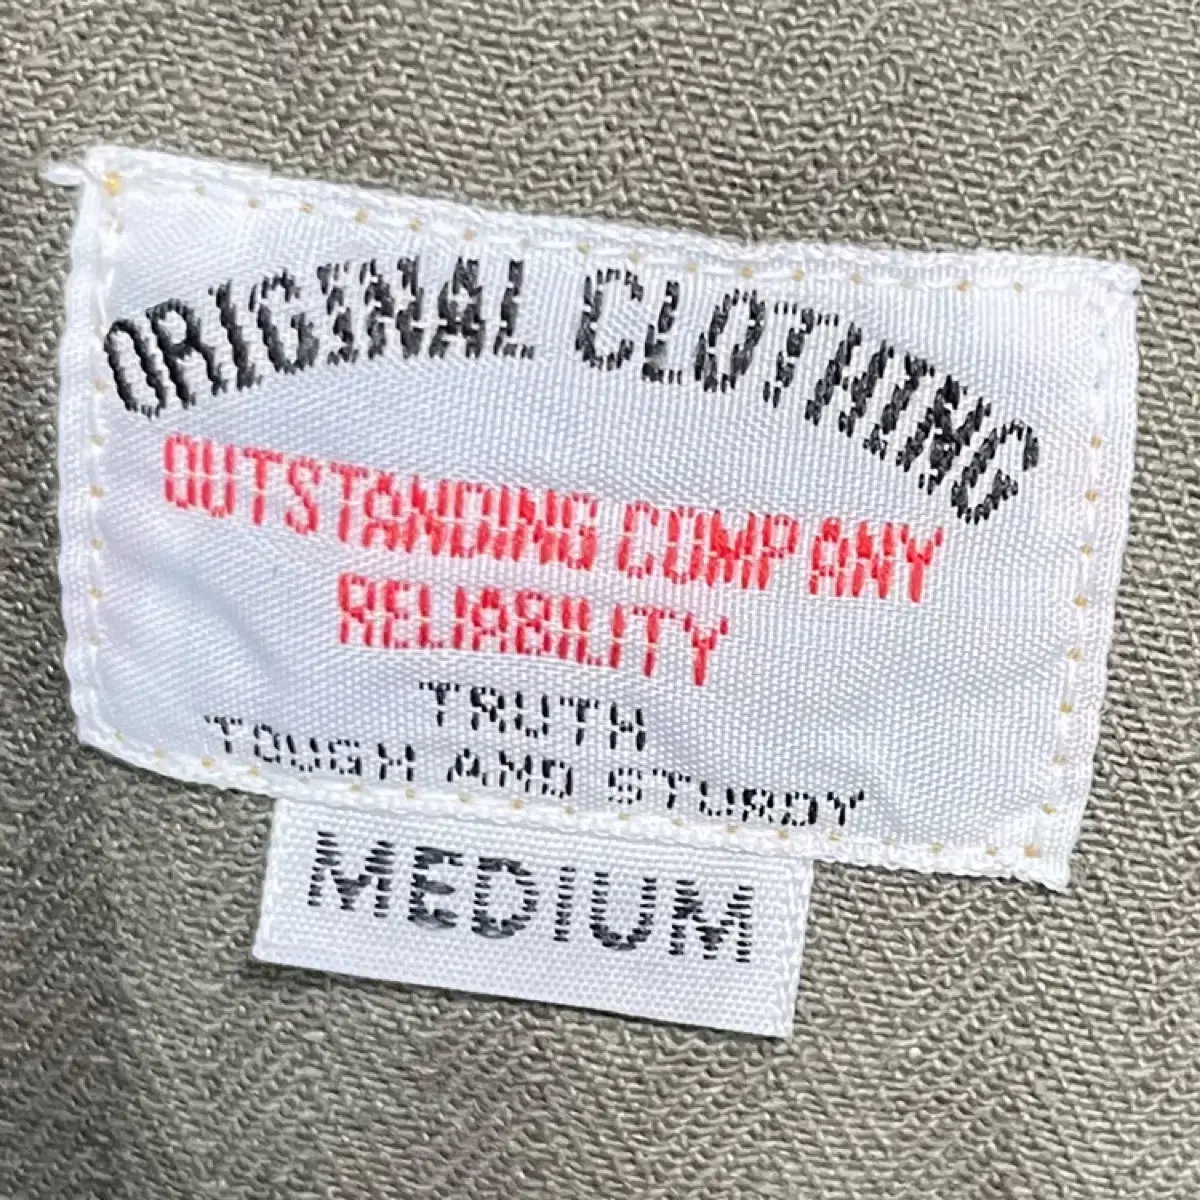 ORIGINAL CLOTHING
OUTSTANDING COMPANY
RELIABILITY
TRUTH
TOUGH AND STURDY
MEDIUM